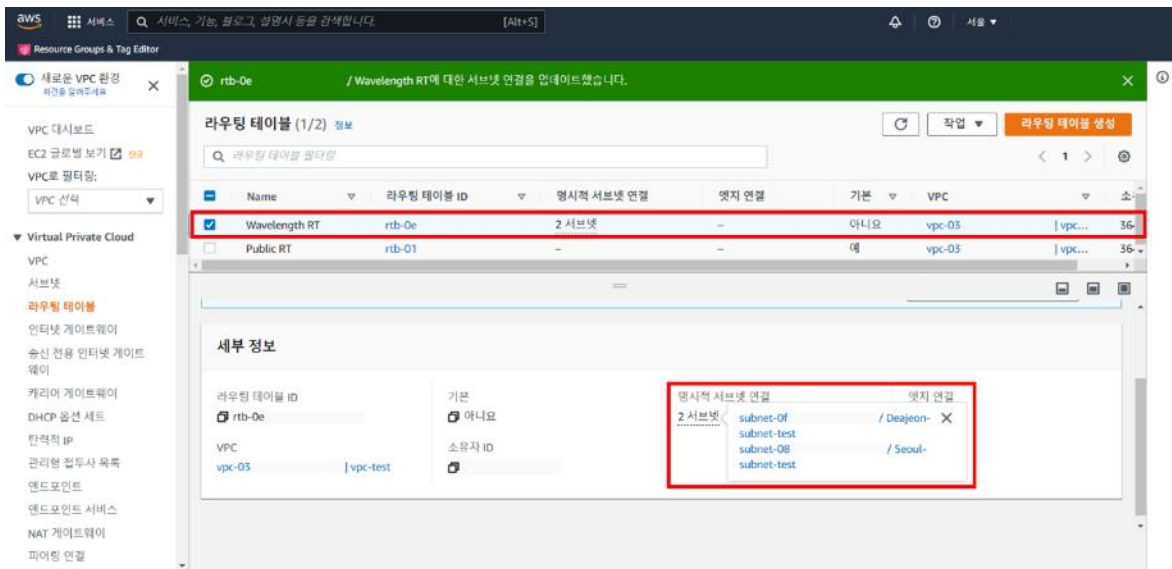 aws 서비스 서비스, 기능, 블로그, 설명서 등을 검색합니다. [Alt+S] 서울
Resource Groups & Tag Editor
새로운 VPC 환경
의견을 알려주세요
VPC 대시보드
EC2 글로벌 보기 신규
VPC로 필터링:
VPC 선택
Virtual Private Cloud
VPC
서브넷
라우팅 테이블
인터넷 게이트웨이
송신 전용 인터넷 게이트
웨이
캐리어 게이트웨이
DHCP 옵션 세트
탄력적 IP
관리형 접두사 목록
엔드포인트
엔드포인트 서비스
NAT 게이트웨이
피어링 연결
rtb-0e / Wavelength RT에 대한 서브넷 연결을 업데이트했습니다.
라우팅 테이블 (1/2) 정보 작업 라우팅 테이블 생성
라우팅 테이블 필터링 1
Name 라우팅 테이블 ID 명시적 서브넷 연결 엣지 연결 기본 VPC
Wavelength RT rtb-0e 2 서브넷 – 아니요 vpc-03 | vpc... 36
Public RT rtb-01 – – 예 vpc-03 | vpc... 36
세부 정보
라우팅 테이블 ID 기본 명시적 서브넷 연결 엣지 연결
rtb-0e 아니요 2 서브넷 subnet-0f / Deajeon-
subnet-test
VPC 소유자 ID subnet-08 / Seoul-
vpc-03 | vpc-test subnet-test